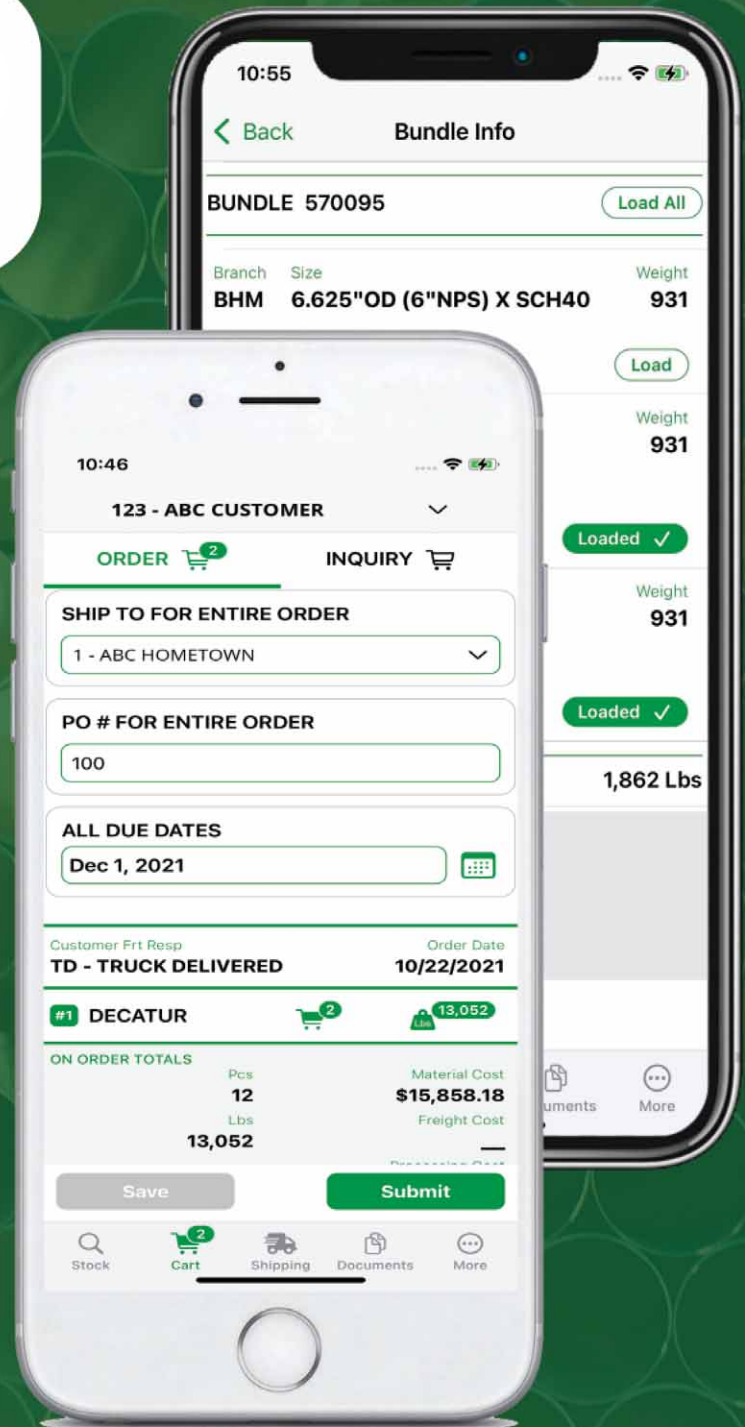 10:55
Back Bundle Info
BUNDLE 570095 Load All
Branch Size Weight
BHM 6.625"OD (6"NPS) X SCH40 931
Load
Weight
931
Loaded ✓
Weight
931
Loaded ✓
1,862 Lbs
More
10:46
123 - ABC CUSTOMER
ORDER 2 INQUIRY
SHIP TO FOR ENTIRE ORDER
1 - ABC HOMETOWN
PO # FOR ENTIRE ORDER
100
ALL DUE DATES
Dec 1, 2021
Customer Frt Resp Order Date
TD - TRUCK DELIVERED 10/22/2021
#1 DECATUR 2 Lbs 13,052
ON ORDER TOTALS
Pcs Material Cost
12 $15,858.18
Lbs Freight Cost
13,052 —
Save Submit
2
Stock Cart Shipping Documents More